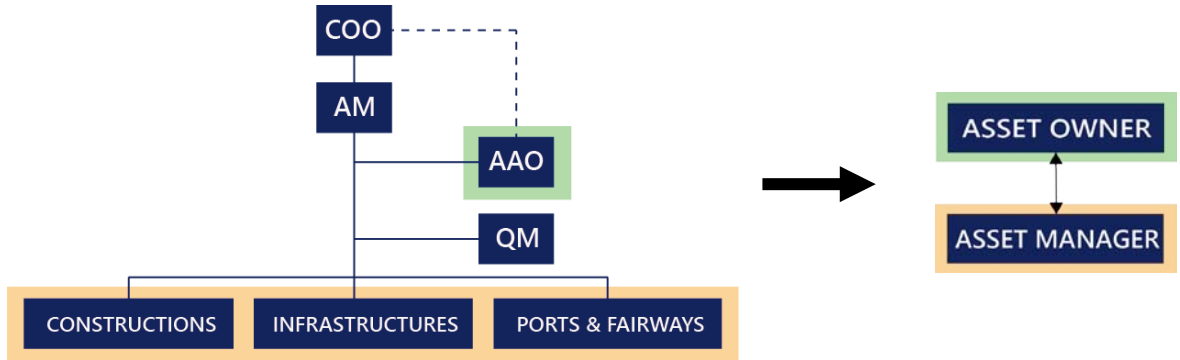 COO
AM
AAO
QM
CONSTRUCTIONS
INFRASTRUCTURES
PORTS & FAIRWAYS
ASSET OWNER
ASSET MANAGER